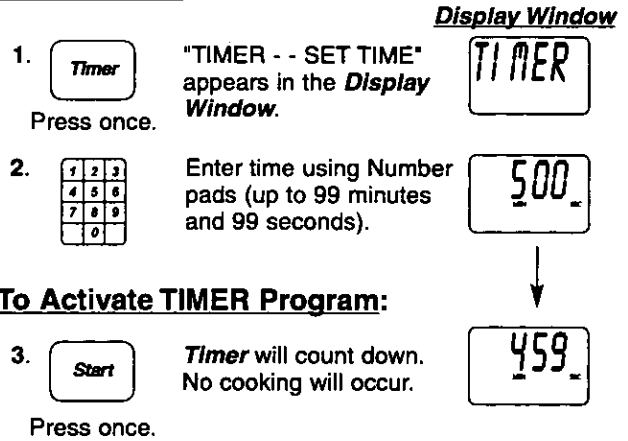 Display Window
1. Timer
"TIMER - - SET TIME"
appears in the Display
Window.
TIMER
Press once.
2. 1 2 3
4 5 6
7 8 9
0
Enter time using Number
pads (up to 99 minutes
and 99 seconds).
500
To Activate TIMER Program:
3. Start
Timer will count down.
No cooking will occur.
459
Press once.